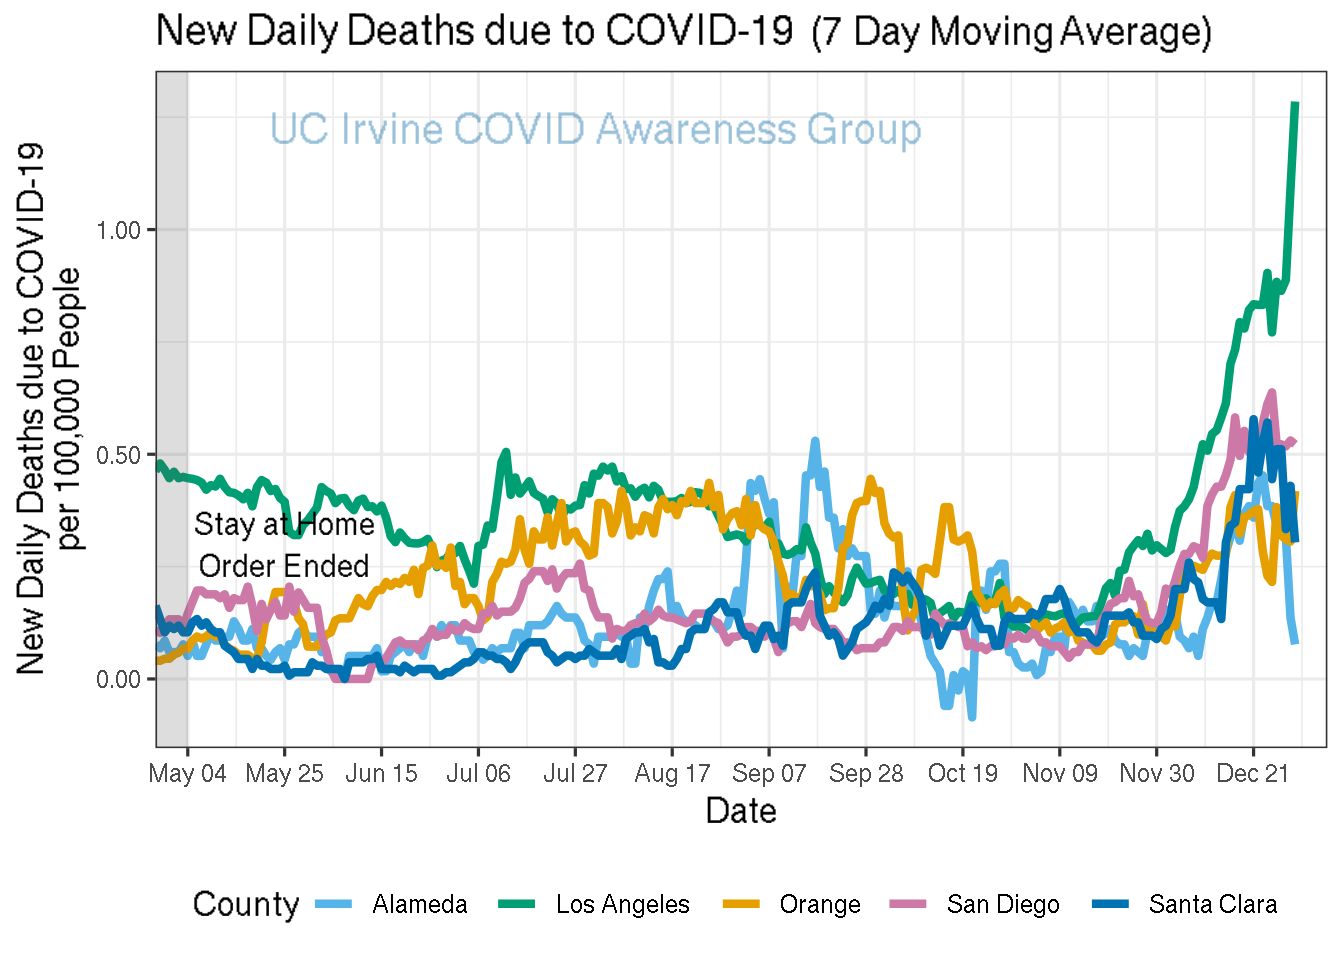 New Daily Deaths due to COVID-19 (7 Day Moving Average)
UC Irvine COVID Awareness Group
New Daily Deaths due to COVID-19
per 100,000 People
1.00
0.50
0.00
Stay at Home
Order Ended
May 04 May 25 Jun 15 Jul 06 Jul 27 Aug 17 Sep 07 Sep 28 Oct 19 Nov 09 Nov 30 Dec 21
Date
County Alameda Los Angeles Orange San Diego Santa Clara